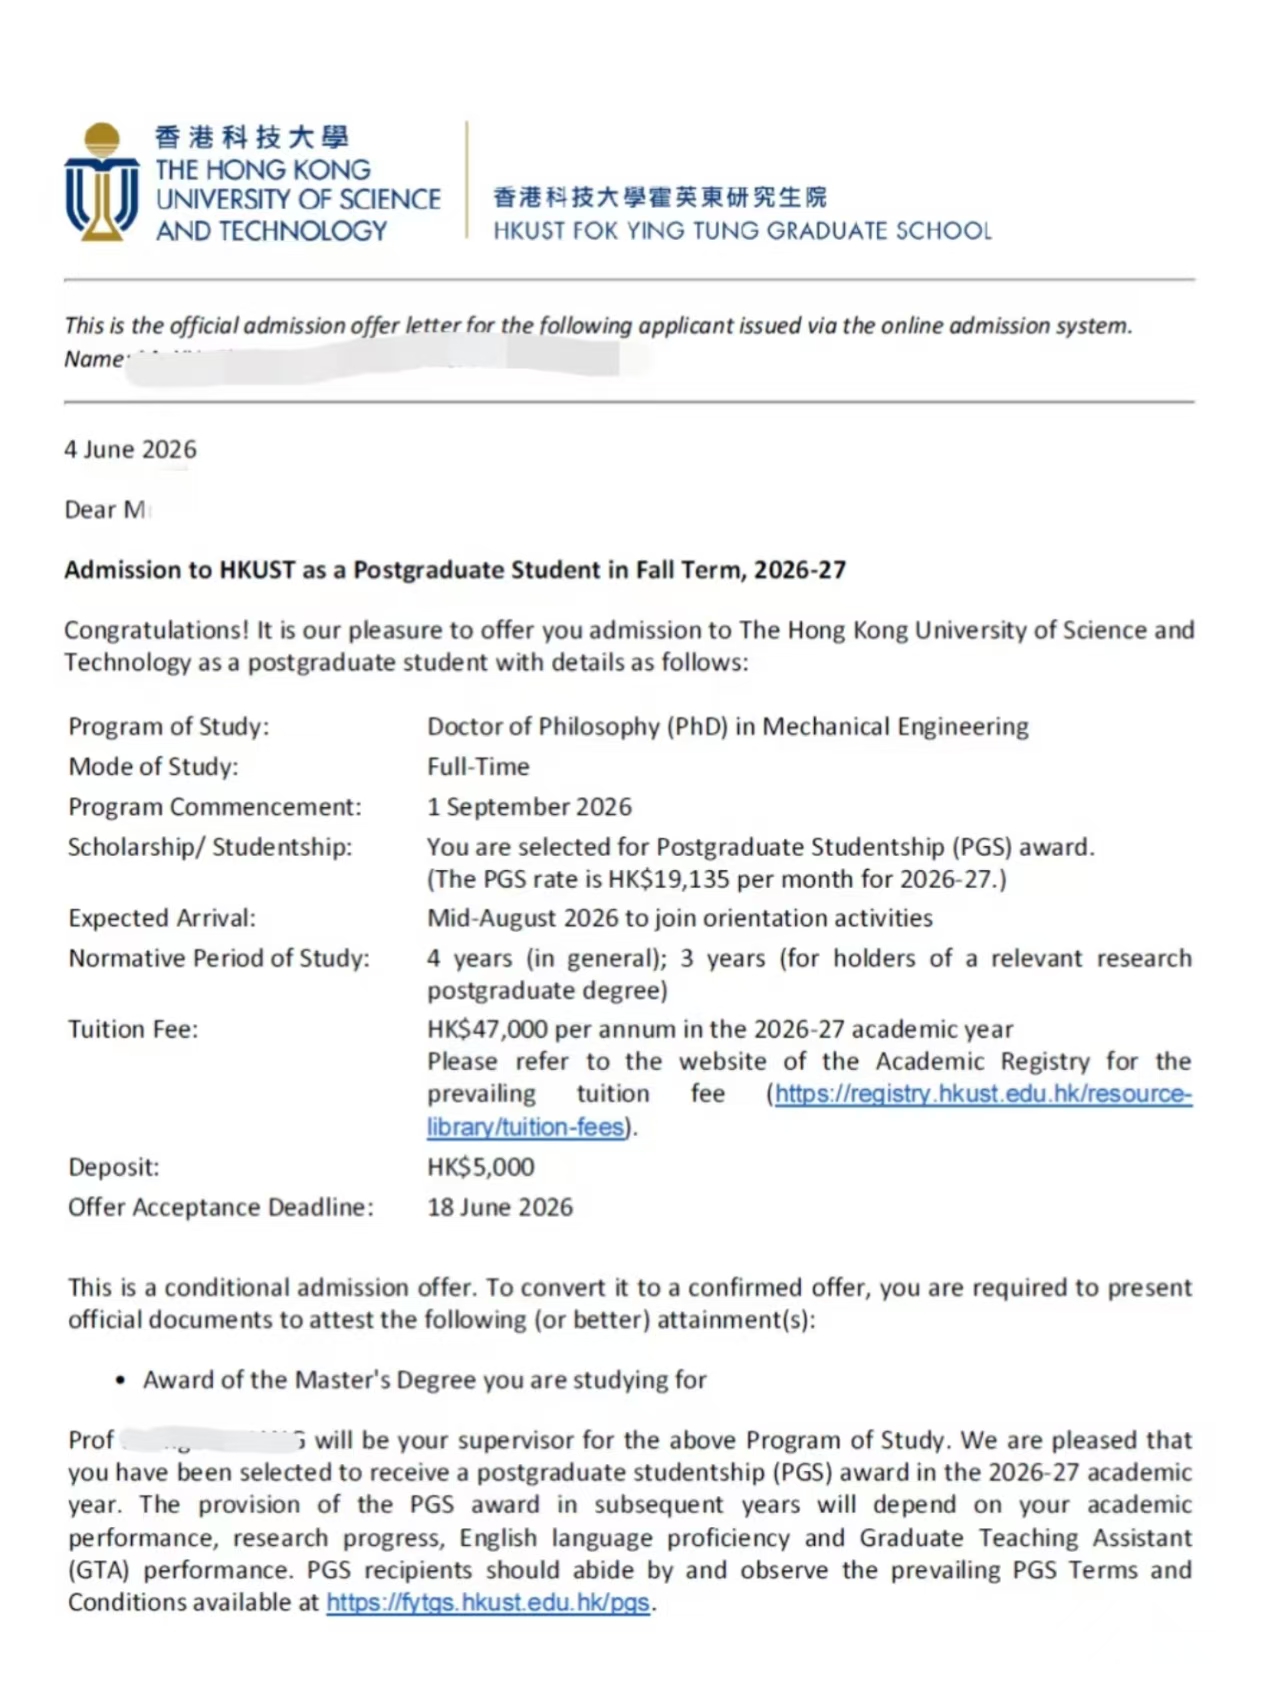 香港科技大學
THE HONG KONG
UNIVERSITY OF SCIENCE
AND TECHNOLOGY
香港科技大學霍英東研究生院
HKUST FOK YING TUNG GRADUATE SCHOOL
This is the official admission offer letter for the following applicant issued via the online admission system.
Name:
4 June 2026
Dear M
Admission to HKUST as a Postgraduate Student in Fall Term, 2026-27
Congratulations! It is our pleasure to offer you admission to The Hong Kong University of Science and
Technology as a postgraduate student with details as follows:
Program of Study: Doctor of Philosophy (PhD) in Mechanical Engineering
Mode of Study: Full-Time
Program Commencement: 1 September 2026
Scholarship/ Studentship: You are selected for Postgraduate Studentship (PGS) award.
(The PGS rate is HK$19,135 per month for 2026-27.)
Expected Arrival: Mid-August 2026 to join orientation activities
Normative Period of Study: 4 years (in general); 3 years (for holders of a relevant research
postgraduate degree)
Tuition Fee: HK$47,000 per annum in the 2026-27 academic year
Please refer to the website of the Academic Registry for the
prevailing tuition fee (https://registry.hkust.edu.hk/resource-
library/tuition-fees).
Deposit: HK$5,000
Offer Acceptance Deadline: 18 June 2026
This is a conditional admission offer. To convert it to a confirmed offer, you are required to present
official documents to attest the following (or better) attainment(s):
• Award of the Master's Degree you are studying for
Prof will be your supervisor for the above Program of Study. We are pleased that
you have been selected to receive a postgraduate studentship (PGS) award in the 2026-27 academic
year. The provision of the PGS award in subsequent years will depend on your academic
performance, research progress, English language proficiency and Graduate Teaching Assistant
(GTA) performance. PGS recipients should abide by and observe the prevailing PGS Terms and
Conditions available at https://fytgs.hkust.edu.hk/pgs.